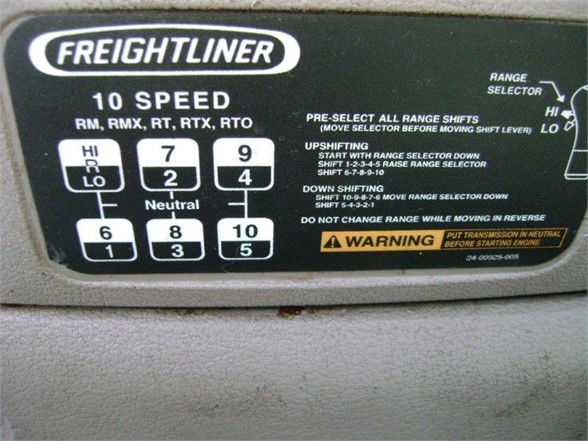 FREIGHTLINER
10 SPEED
RM, RMX, RT, RTX, RTO
HI
R
LO
7
2
9
4
Neutral
6
1
8
3
10
5
RANGE
SELECTOR
HI
LO
PRE-SELECT ALL RANGE SHIFTS
(MOVE SELECTOR BEFORE MOVING SHIFT LEVER)
UPSHIFTING
START WITH RANGE SELECTOR DOWN
SHIFT 1-2-3-4-5 RAISE RANGE SELECTOR
SHIFT 6-7-8-9-10
DOWN SHIFTING
SHIFT 10-9-8-7-6 MOVE RANGE SELECTOR DOWN
SHIFT 5-4-3-2-1
DO NOT CHANGE RANGE WHILE MOVING IN REVERSE
WARNING
PUT TRANSMISSION IN NEUTRAL
BEFORE STARTING ENGINE
24-00925-005